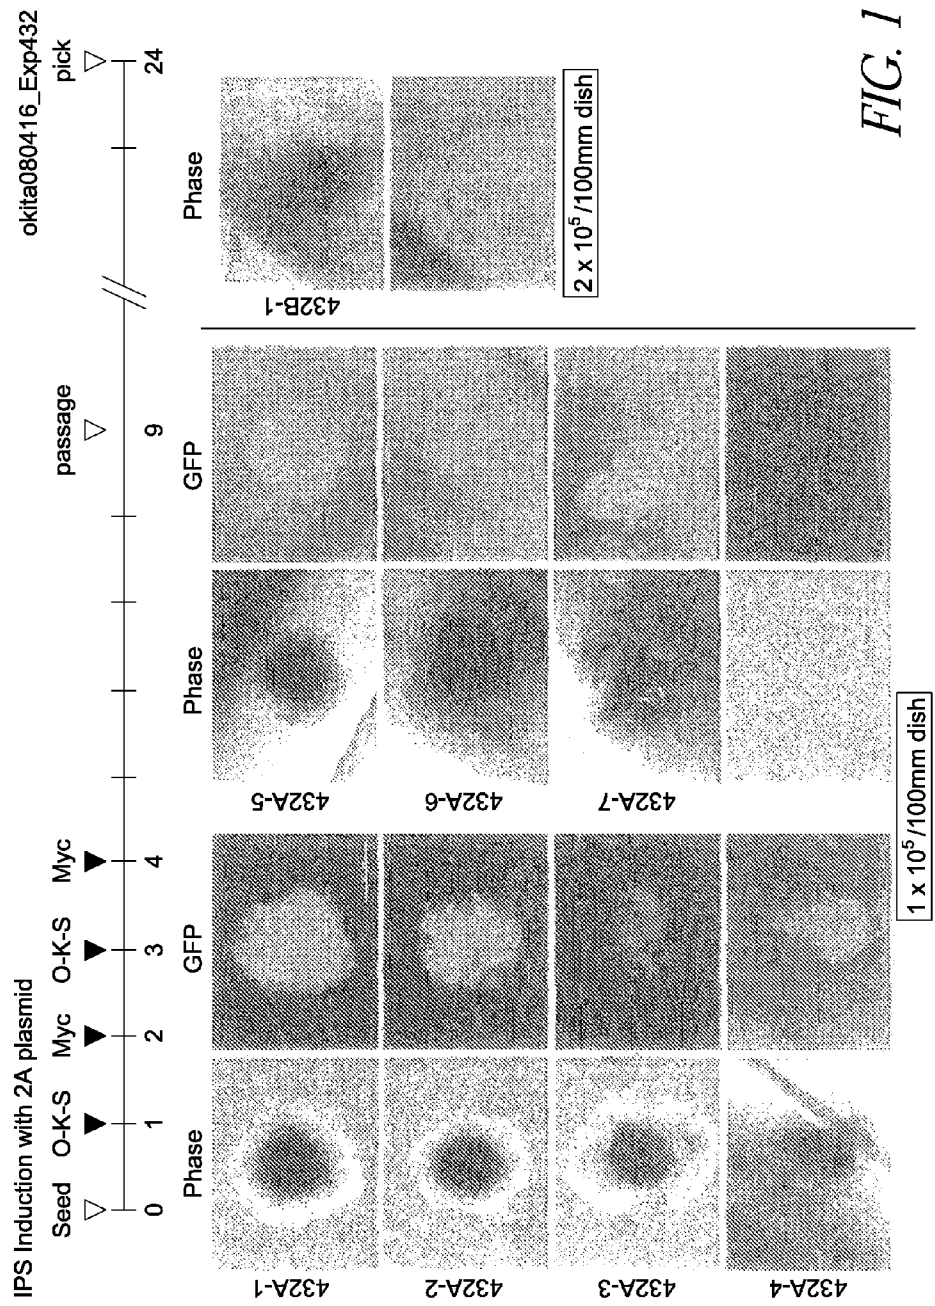 IPS Induction with 2A plasmid
okita080416_Exp432
Seed O-K-S Myc O-K-S Myc passage pick
0 1 2 3 4 9 24
Phase GFP Phase GFP Phase
432A-1
432A-2
432A-3
432A-4
432A-5
432A-6
432A-7
432B-1
1 x 10⁵/100mm dish
2 x 10⁵/100mm dish
FIG. 1